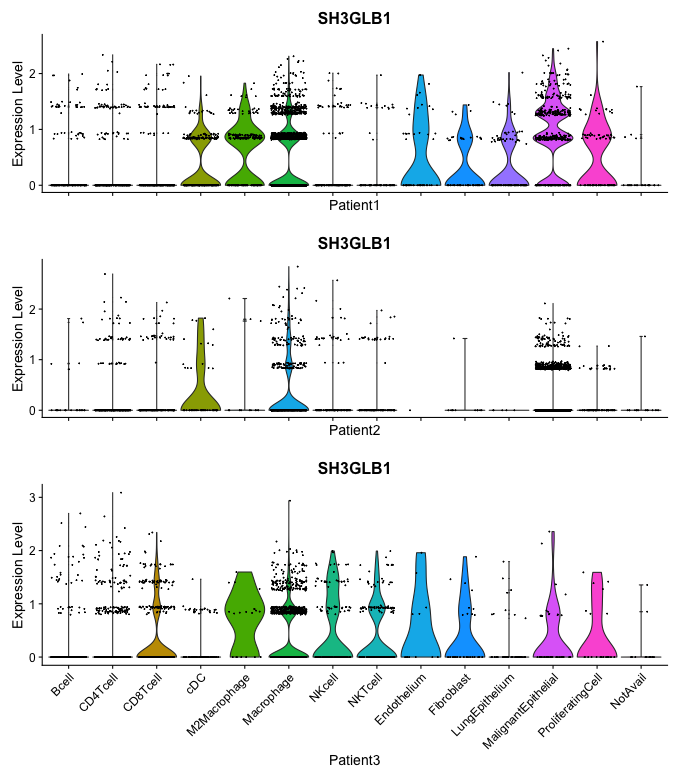 SH3GLB1
Expression Level
2
1
0
Patient1
SH3GLB1
Expression Level
2
1
0
Patient2
SH3GLB1
Expression Level
3
2
1
0
Bcell
CD4Tcell
CD8Tcell
cDC
M2Macrophage
Macrophage
NKcell
NKTcell
Endothelium
Fibroblast
LungEpithelium
MalignantEpithelial
ProliferatingCell
NotAvail
Patient3